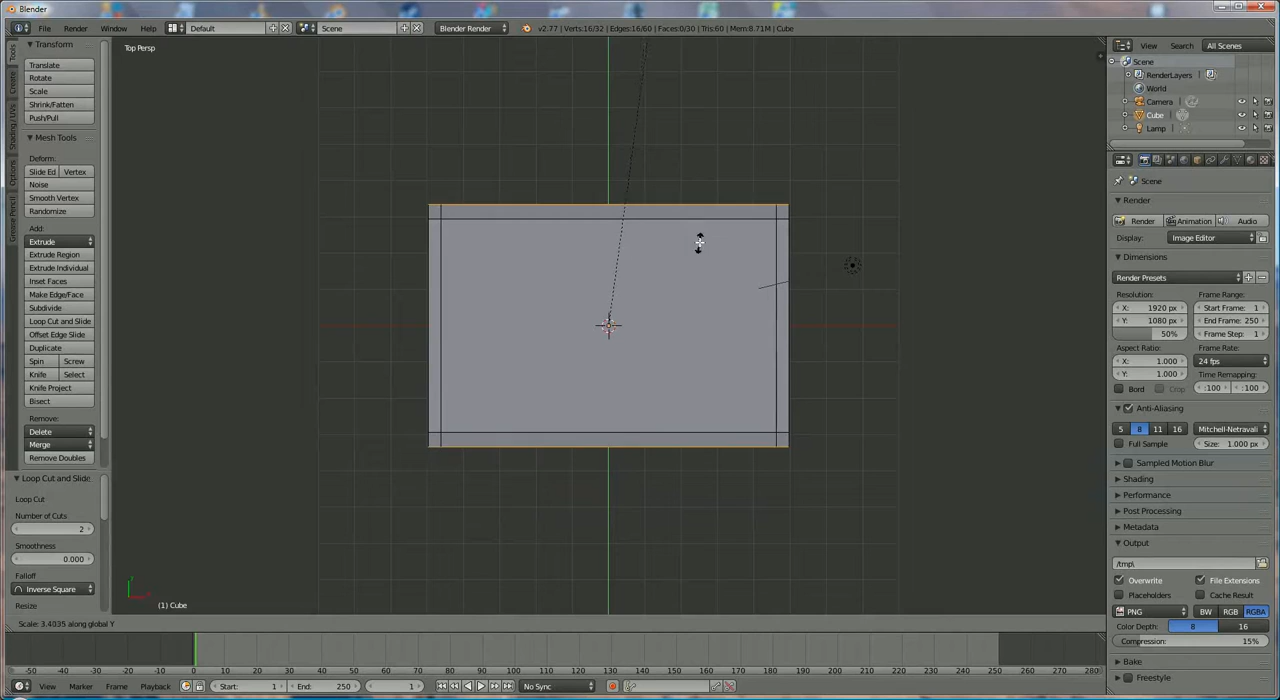 Blender
File Render Window Help Default Scene Blender Render v2.77 | Verts:16/32 | Edges:16/60 | Faces:0/30 | Tris:60 | Mem:8.71M | Cube
Top Persp
Tools
Create
Shading / UVs
Options
Grease Pencil
Transform
Translate
Rotate
Scale
Shrink/Fatten
Push/Pull
Mesh Tools
Deform:
Slide Ed Vertex
Noise
Smooth Vertex
Randomize
Add:
Extrude
Extrude Region
Extrude Individual
Inset Faces
Make Edge/Face
Subdivide
Loop Cut and Slide
Offset Edge Slide
Duplicate
Spin Screw
Knife Select
Knife Project
Bisect
Remove:
Delete
Merge
Remove Doubles
Loop Cut and Slide
Loop Cut
Number of Cuts
2
Smoothness
0.000
Falloff
Inverse Square
Resize
(1) Cube
Scale: 3.4035 along global Y
-50 -40 -30 -20 -10 0 10 20 30 40 50 60 70 80 90 100 110 120 130 140 150 160 170 180 190 200 210 220 230 240 250 260 270 280
View Marker Frame Playback Start: 1 End: 250 1 No Sync
View Search All Scenes
Scene
RenderLayers
World
Camera
Cube
Lamp
Scene
Render
Render Animation Audio
Display: Image Editor
Dimensions
Render Presets
Resolution: Frame Range:
X: 1920 px Start Frame: 1
Y: 1080 px End Frame: 250
50% Frame Step: 1
Aspect Ratio: Frame Rate:
X: 1.000 24 fps
Y: 1.000 Time Remapping:
Bord Crop :100 :100
Anti-Aliasing
5 8 11 16 Mitchell-Netravali
Full Sample Size: 1.000 px
Sampled Motion Blur
Shading
Performance
Post Processing
Metadata
Output
/tmp\
Overwrite File Extensions
Placeholders Cache Result
PNG BW RGB RGBA
Color Depth: 8 16
Compression: 15%
Bake
Freestyle